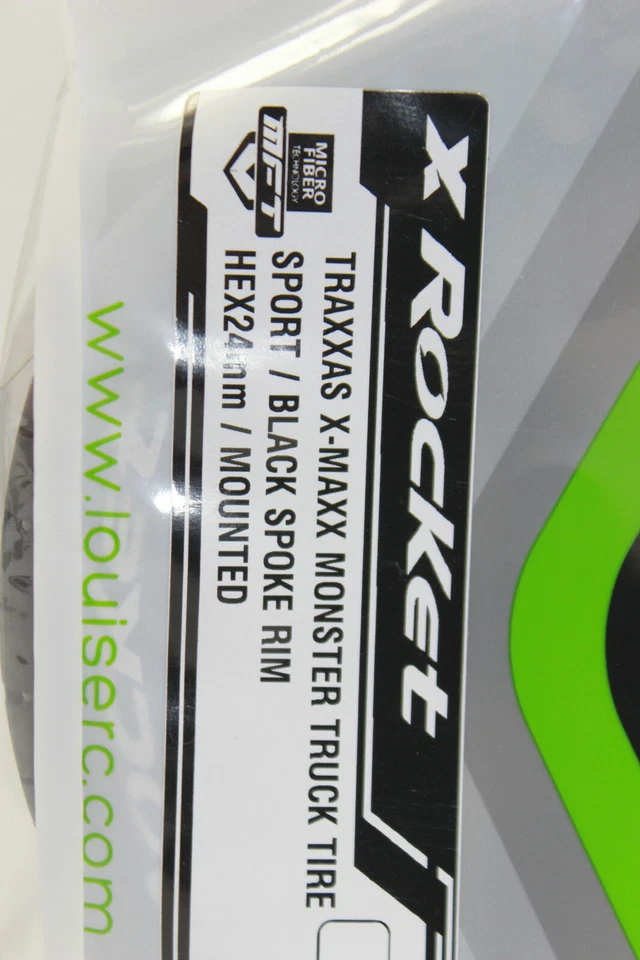 X ROCKet
MFT
MICRO
FIBER
TECHNOLOGY
TRAXXAS X-MAXX MONSTER TRUCK TIRE
SPORT / BLACK SPOKE RIM
HEX24mm / MOUNTED
www.louiserc.com